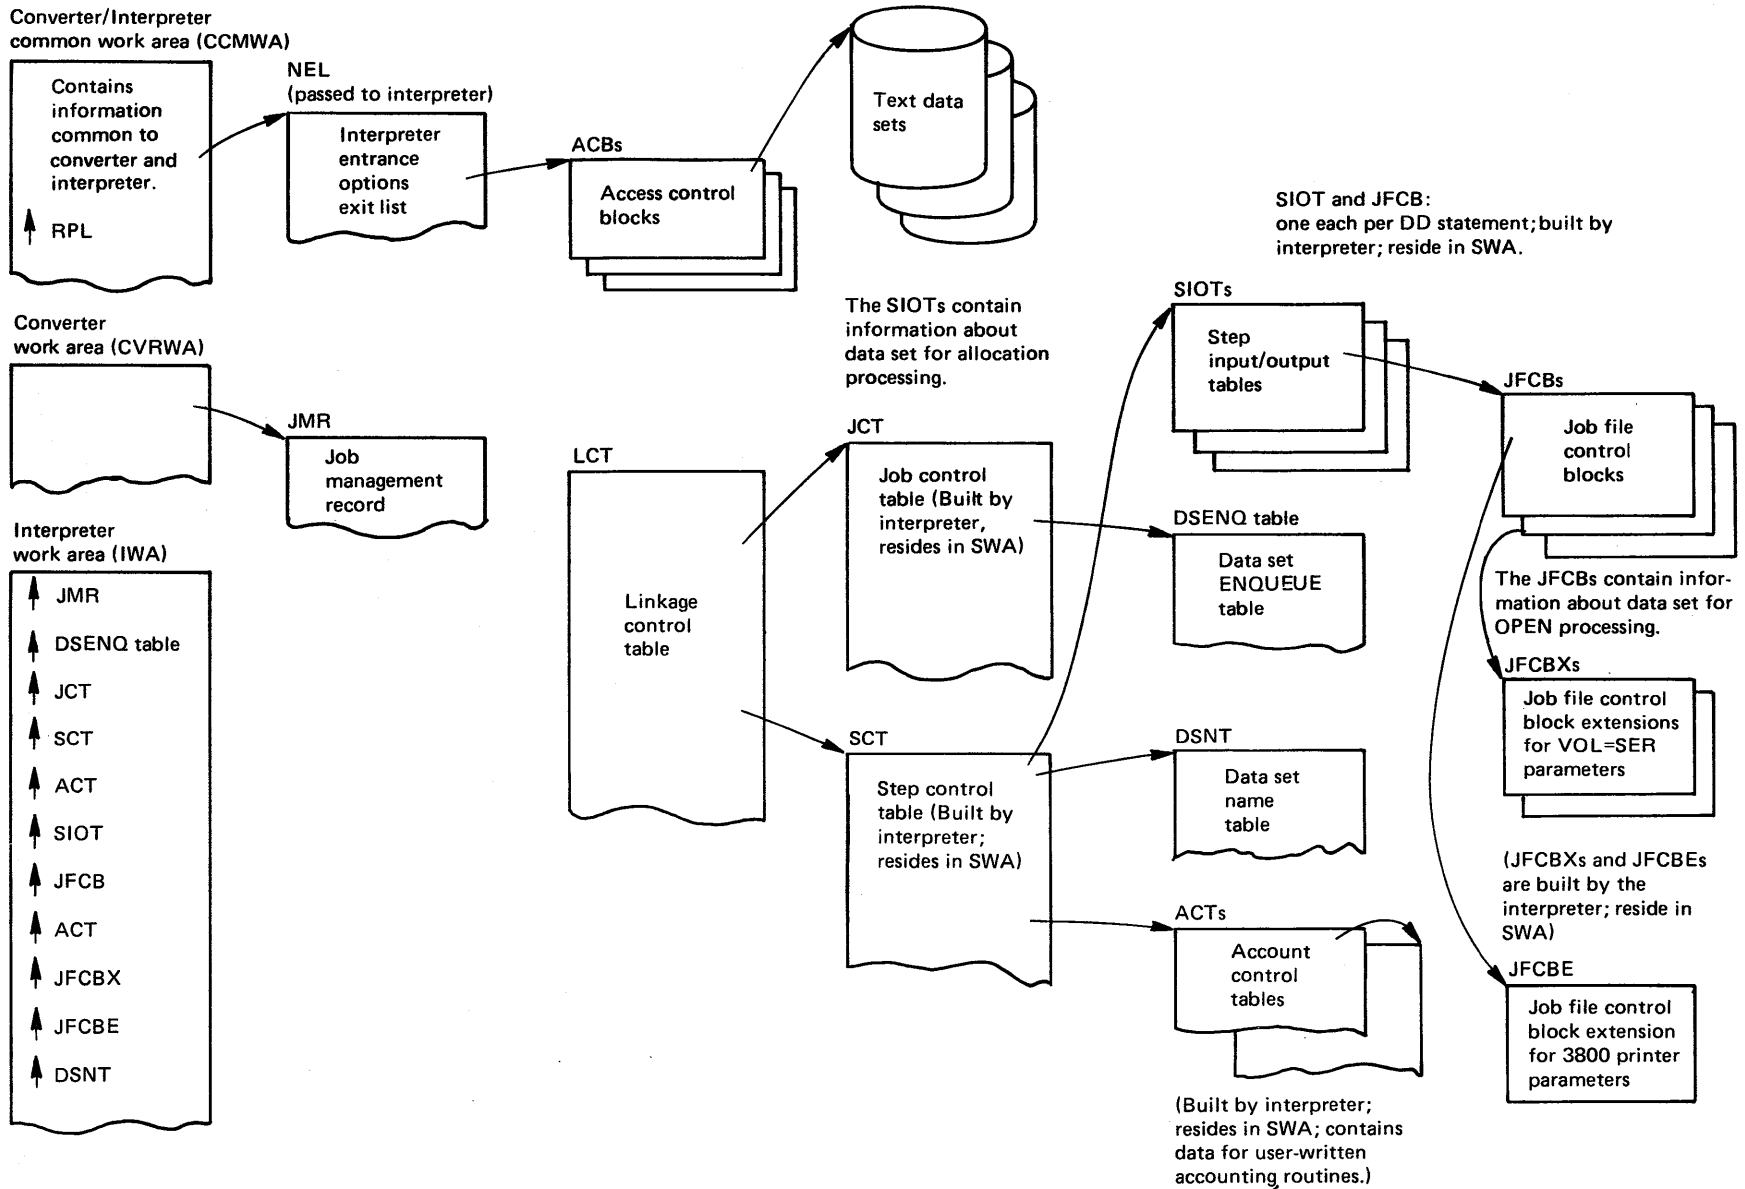 Converter/Interpreter
common work area (CCMWA)
Contains
information
common to
converter and
interpreter.
RPL
NEL
(passed to interpreter)
Interpreter
entrance
options
exit list
ACBs
Access control
blocks
Text data
sets
Converter
work area (CVRWA)
JMR
Job
management
record
Interpreter
work area (IWA)
JMR
DSENQ table
JCT
SCT
ACT
SIOT
JFCB
ACT
JFCBX
JFCBE
DSNT
LCT
Linkage
control
table
The SIOTs contain
information about
data set for allocation
processing.
JCT
Job control
table (Built by
interpreter,
resides in SWA)
SCT
Step control
table (Built by
interpreter;
resides in SWA)
SIOT and JFCB:
one each per DD statement; built by
interpreter; reside in SWA.
SIOTs
Step
input/output
tables
DSENQ table
Data set
ENQUEUE
table
DSNT
Data set
name
table
ACTs
Account
control
tables
(Built by interpreter;
resides in SWA; contains
data for user-written
accounting routines.)
JFCBs
Job file
control
blocks
The JFCBs contain infor-
mation about data set for
OPEN processing.
JFCBXs
Job file control
block extensions
for VOL=SER
parameters
(JFCBXs and JFCBEs
are built by the
interpreter; reside in
SWA)
JFCBE
Job file control
block extension
for 3800 printer
parameters